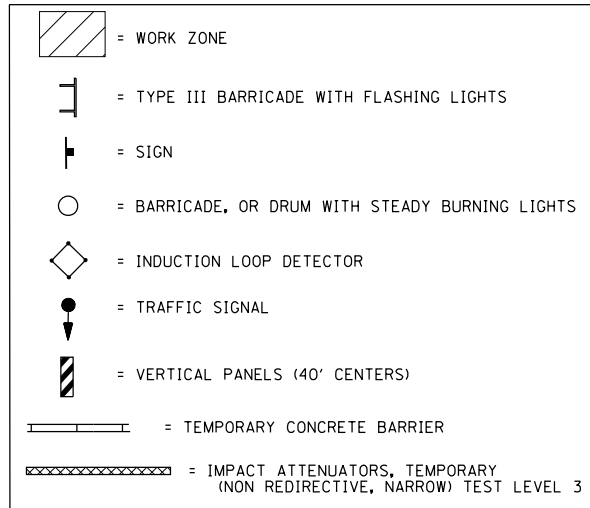 = WORK ZONE
= TYPE III BARRICADE WITH FLASHING LIGHTS
= SIGN
= BARRICADE, OR DRUM WITH STEADY BURNING LIGHTS
= INDUCTION LOOP DETECTOR
= TRAFFIC SIGNAL
= VERTICAL PANELS (40' CENTERS)
= TEMPORARY CONCRETE BARRIER
= IMPACT ATTENUATORS, TEMPORARY
(NON REDIRECTIVE, NARROW) TEST LEVEL 3